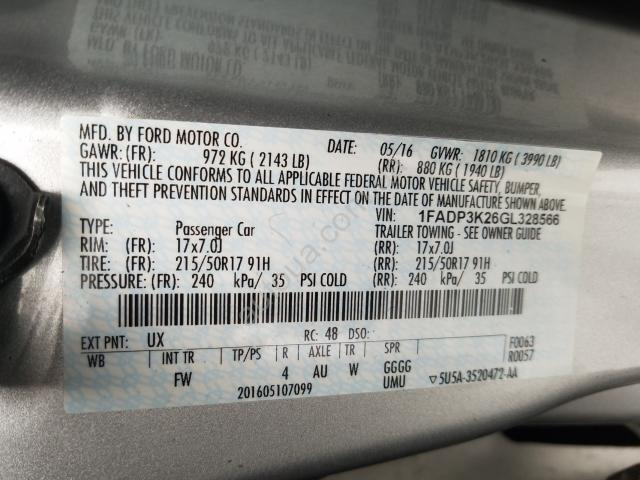 MFD. BY FORD MOTOR CO. DATE: 05/16 GVWR: 1810 KG ( 3990 LB)
GAWR: (FR): 972 KG ( 2143 LB) (RR): 880 KG ( 1940 LB)
THIS VEHICLE CONFORMS TO ALL APPLICABLE FEDERAL MOTOR VEHICLE SAFETY, BUMPER,
AND THEFT PREVENTION STANDARDS IN EFFECT ON THE DATE OF MANUFACTURE SHOWN ABOVE.
VIN: 1FADP3K26GL328566
TYPE: Passenger Car TRAILER TOWING - SEE OWNER GUIDE
RIM: (FR): 17x7.0J (RR): 17x7.0J
TIRE: (FR): 215/50R17 91H (RR): 215/50R17 91H
PRESSURE: (FR): 240 kPa/ 35 PSI COLD (RR): 240 kPa/ 35 PSI COLD
EXT PNT: UX RC: 48 DSO: F0063
WB INT TR TP/PS R AXLE TR SPR R0057
FW 4 AU W GGGG
UMU
201605107099 ▽5U5A-3520472-AA